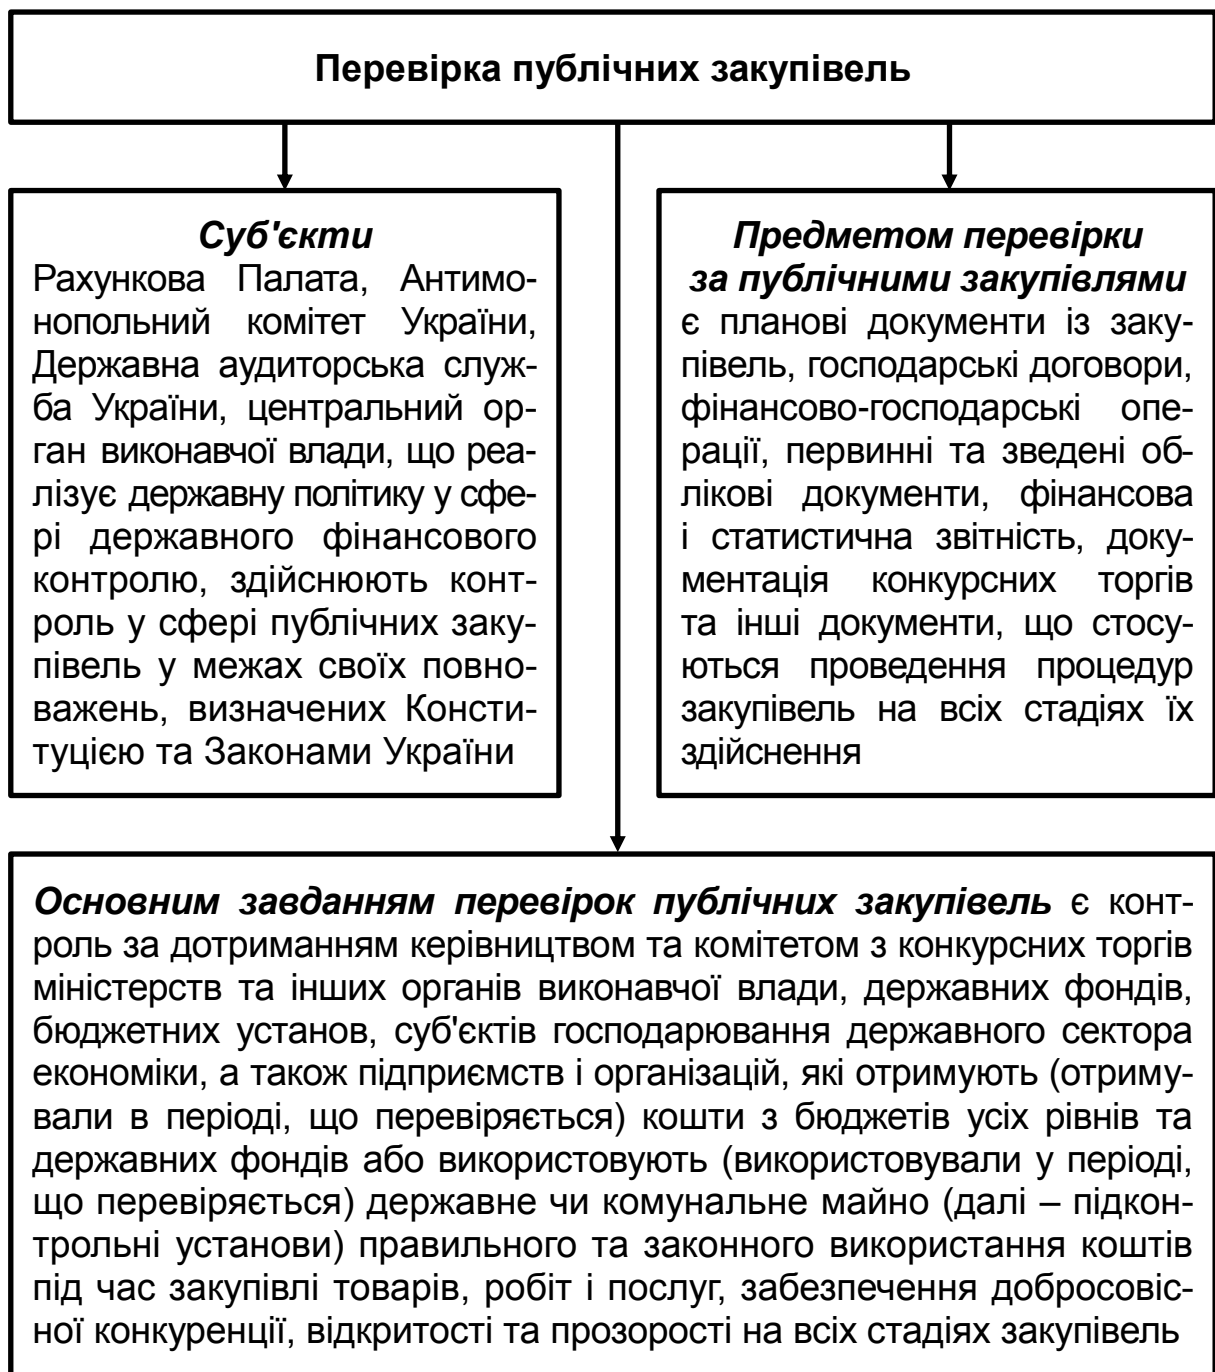 Перевірка публічних закупівель
Суб'єкти
Рахункова Палата, Антимо-
нопольний комітет України,
Державна аудиторська служ-
ба України, центральний ор-
ган виконавчої влади, що реа-
лізує державну політику у сфе-
рі державного фінансового
контролю, здійснюють конт-
роль у сфері публічних заку-
півель у межах своїх повно-
важень, визначених Консти-
туцією та Законами України
Предметом перевірки
за публічними закупівлями
є планові документи із заку-
півель, господарські договори,
фінансово-господарські опе-
рації, первинні та зведені об-
лікові документи, фінансова
і статистична звітність, доку-
ментація конкурсних торгів
та інші документи, що стосу-
ються проведення процедур
закупівель на всіх стадіях їх
здійснення
Основним завданням перевірок публічних закупівель є конт-
роль за дотриманням керівництвом та комітетом з конкурсних торгів
міністерств та інших органів виконавчої влади, державних фондів,
бюджетних установ, суб'єктів господарювання державного сектора
економіки, а також підприємств і організацій, які отримують (отриму-
вали в періоді, що перевіряється) кошти з бюджетів усіх рівнів та
державних фондів або використовують (використовували у періоді,
що перевіряється) державне чи комунальне майно (далі – підкон-
трольні установи) правильного та законного використання коштів
під час закупівлі товарів, робіт і послуг, забезпечення добросовіс-
ної конкуренції, відкритості та прозорості на всіх стадіях закупівель